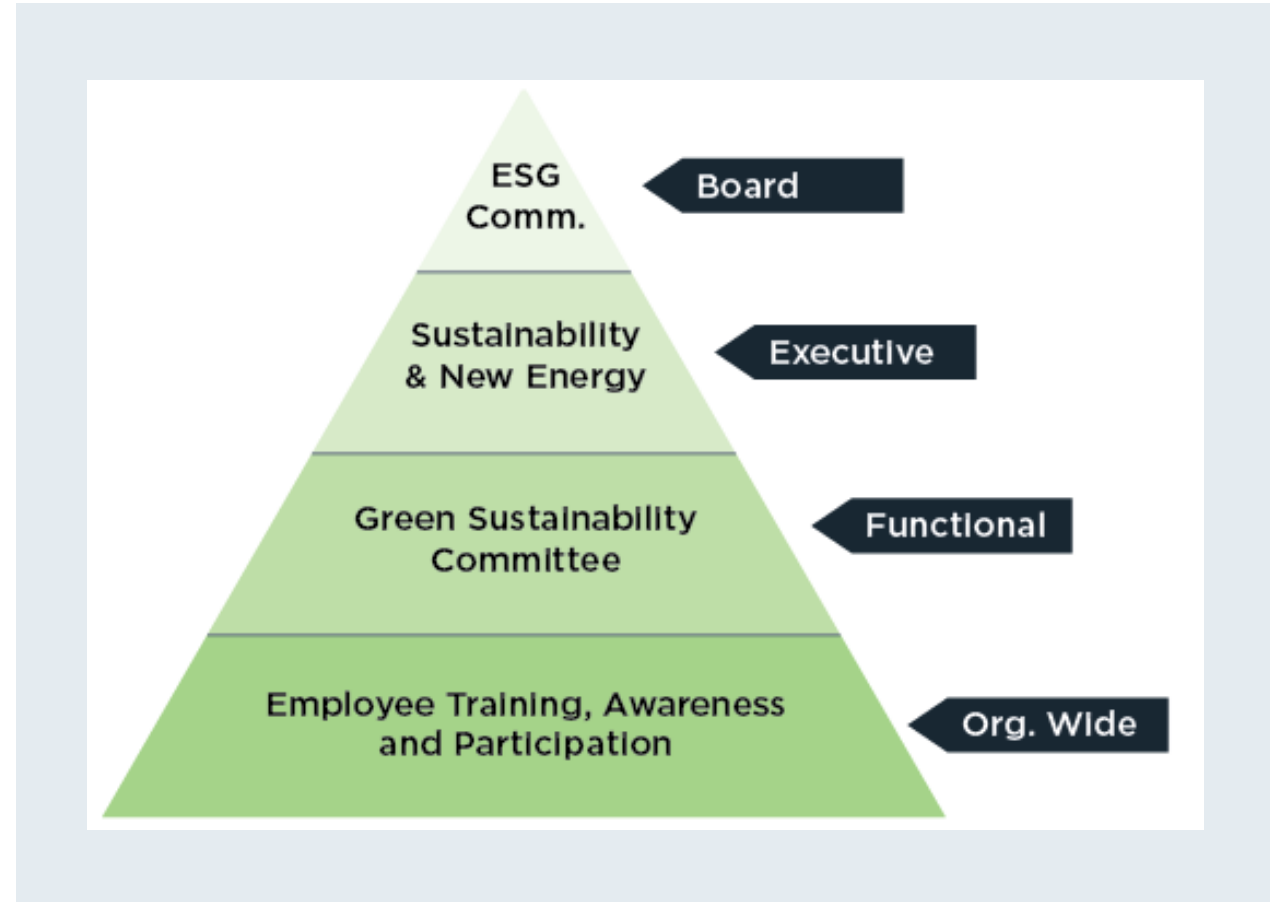 ESG
Comm.
Board
Sustainability
& New Energy
Executive
Green Sustainability
Committee
Functional
Employee Training, Awareness
and Participation
Org. Wide